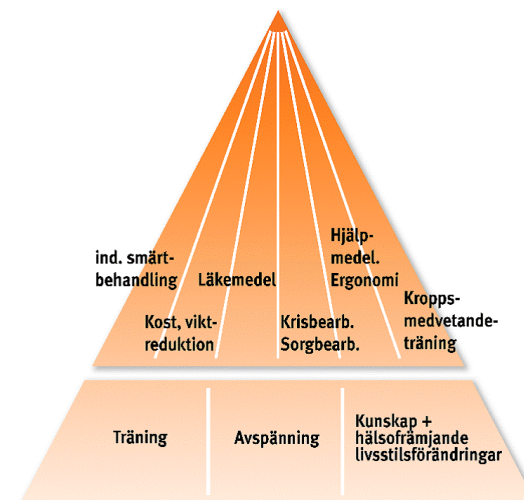 ind. smärt-
behandling
Kost, vikt-
reduktion
Läkemedel
Krisbearb.
Sorgbearb.
Hjälp-
medel.
Ergonomi
Kropps-
medvetande-
träning
Träning
Avspänning
Kunskap +
hälsofrämjande
livsstilsförändringar